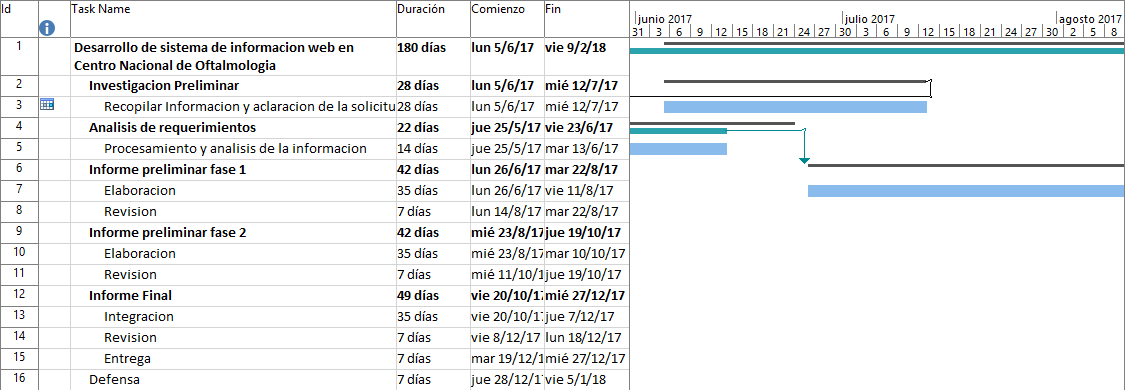 Id Task Name Duración Comienzo Fin
junio 2017 julio 2017 agosto 2017
31 3 6 9 12 15 18 21 24 27 30 3 6 9 12 15 18 21 24 27 30 2 5 8
1 Desarrollo de sistema de informacion web en 180 días lun 5/6/17 vie 9/2/18
Centro Nacional de Oftalmologia
2 Investigacion Preliminar 28 días lun 5/6/17 mié 12/7/17
3 Recopilar Informacion y aclaracion de la solicitu 28 días lun 5/6/17 mié 12/7/17
4 Analisis de requerimientos 22 días jue 25/5/17 vie 23/6/17
5 Procesamiento y analisis de la informacion 14 días jue 25/5/17 mar 13/6/17
6 Informe preliminar fase 1 42 días lun 26/6/17 mar 22/8/17
7 Elaboracion 35 días lun 26/6/17 vie 11/8/17
8 Revision 7 días lun 14/8/17 mar 22/8/17
9 Informe preliminar fase 2 42 días mié 23/8/17 jue 19/10/17
10 Elaboracion 35 días mié 23/8/17 mar 10/10/17
11 Revision 7 días mié 11/10/1 jue 19/10/17
12 Informe Final 49 días vie 20/10/17 mié 27/12/17
13 Integracion 35 días vie 20/10/17 jue 7/12/17
14 Revision 7 días vie 8/12/17 lun 18/12/17
15 Entrega 7 días mar 19/12/1 mié 27/12/17
16 Defensa 7 días jue 28/12/1 vie 5/1/18